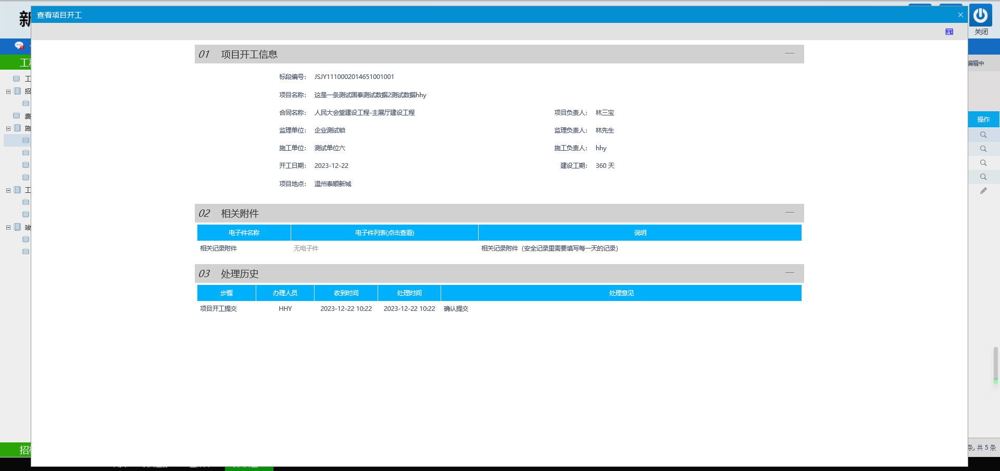 新
查看项目开工
关闭
工
编辑中
01 项目开工信息
标段编号： JSJY1110002014651001001
工
项目名称： 这是一条测试国泰测试数据2测试数据hhy
招
合同名称： 人民大会堂建设工程-主展厅建设工程 项目负责人： 林三宝
费
操作
监理单位： 企业测试锁 监理负责人： 林先生
施
施工单位： 测试单位六 施工负责人： hhy
开工日期： 2023-12-22 建设工期： 360 天
项目地点： 温州泰顺新城
工
02 相关附件
竣
电子件名称 电子件列表(点击查看) 说明
相关记录附件 无电子件 相关记录附件（安全记录里需要填写每一天的记录）
03 处理历史
步骤 办理人员 收到时间 处理时间 处理意见
项目开工提交 HHY 2023-12-22 10:22 2023-12-22 10:22 确认提交
招
条, 共 5 条